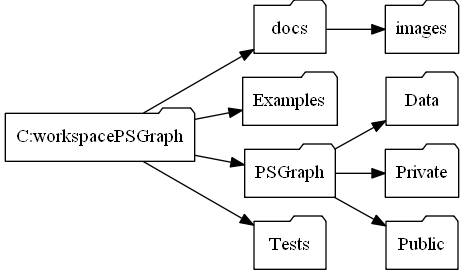 docs
images
Examples
Data
C:workspacePSGraph
PSGraph
Private
Tests
Public